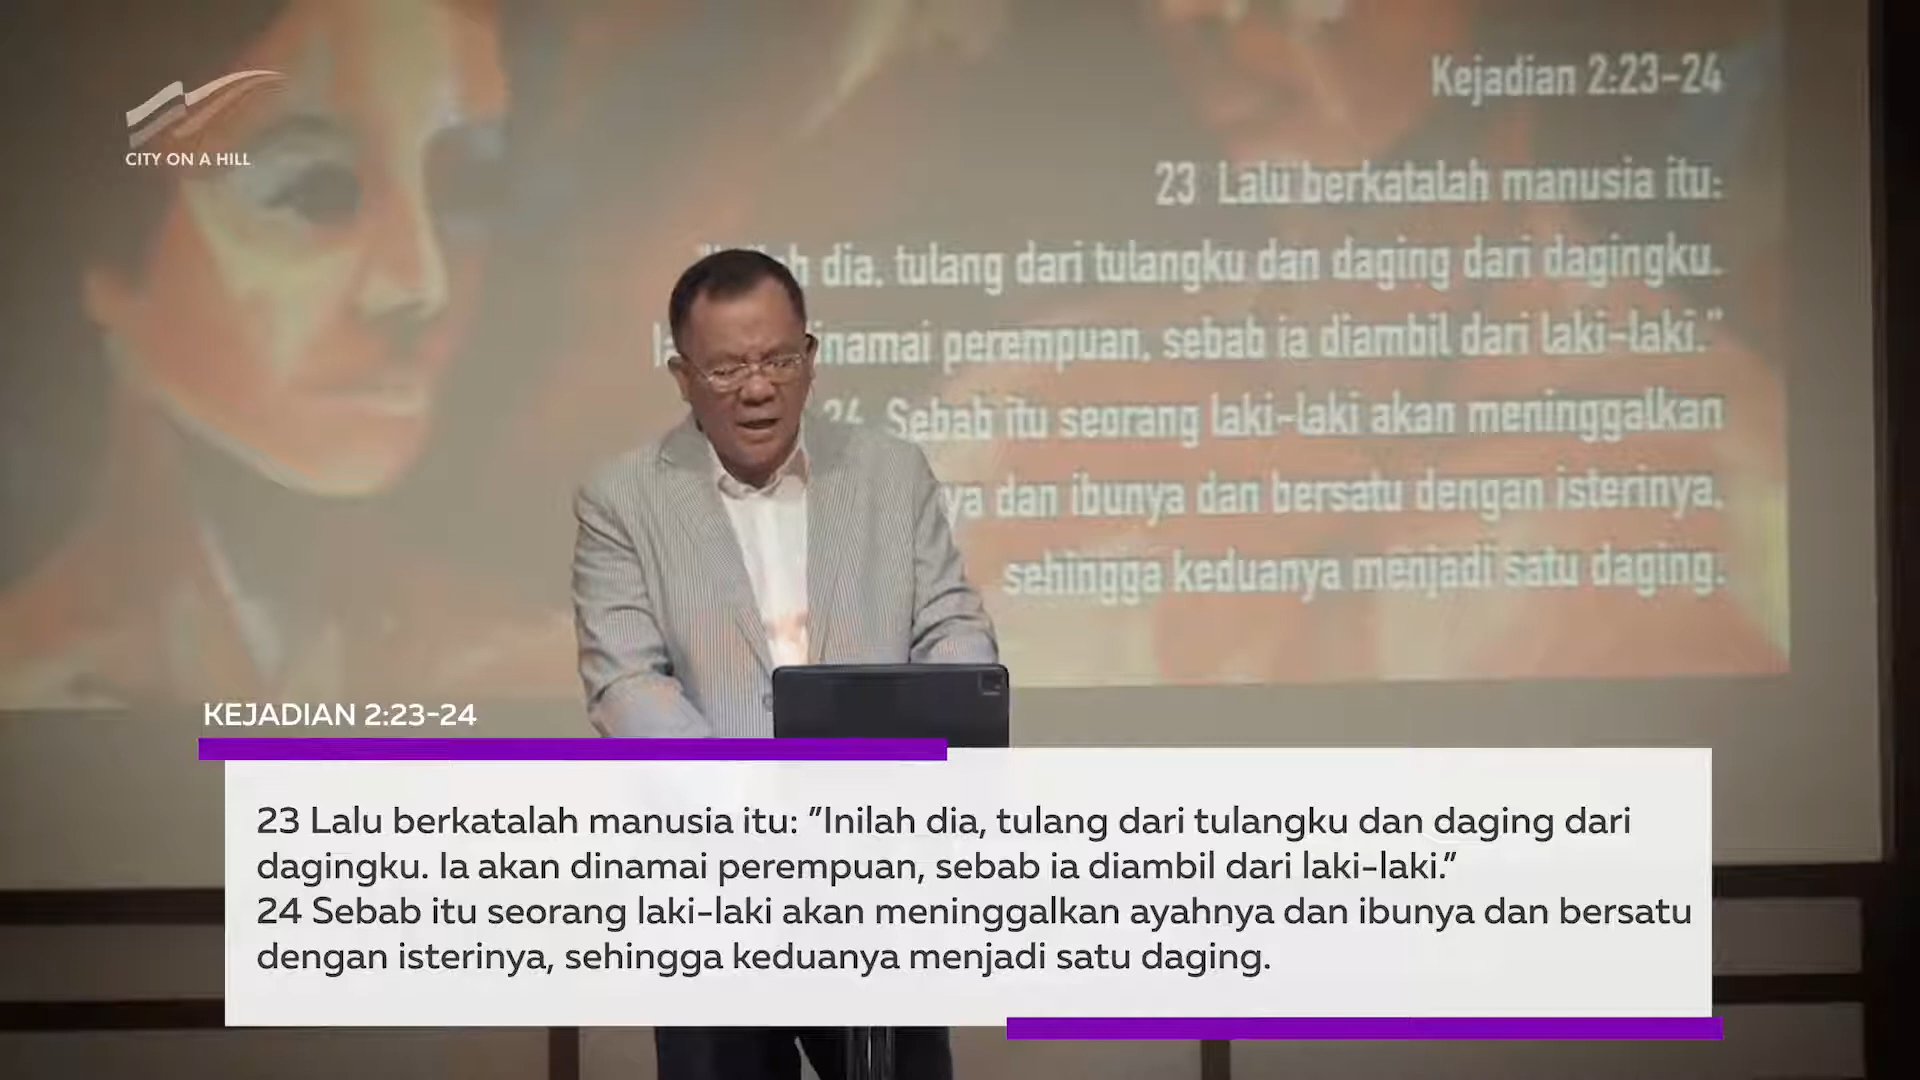 CITY ON A HILL
Kejadian 2:23-24
23 Lalu berkatalah manusia itu:
dia, tulang dari tulangku dan daging dari dagingku.
perempuan, sebab ia diambil dari laki-laki."
24 Sebab itu seorang laki-laki akan meninggalkan
dan ibunya dan bersatu dengan isterinya,
sehingga keduanya menjadi satu daging.
KEJADIAN 2:23-24
23 Lalu berkatalah manusia itu: "Inilah dia, tulang dari tulangku dan daging dari
dagingku. Ia akan dinamai perempuan, sebab ia diambil dari laki-laki."
24 Sebab itu seorang laki-laki akan meninggalkan ayahnya dan ibunya dan bersatu
dengan isterinya, sehingga keduanya menjadi satu daging.